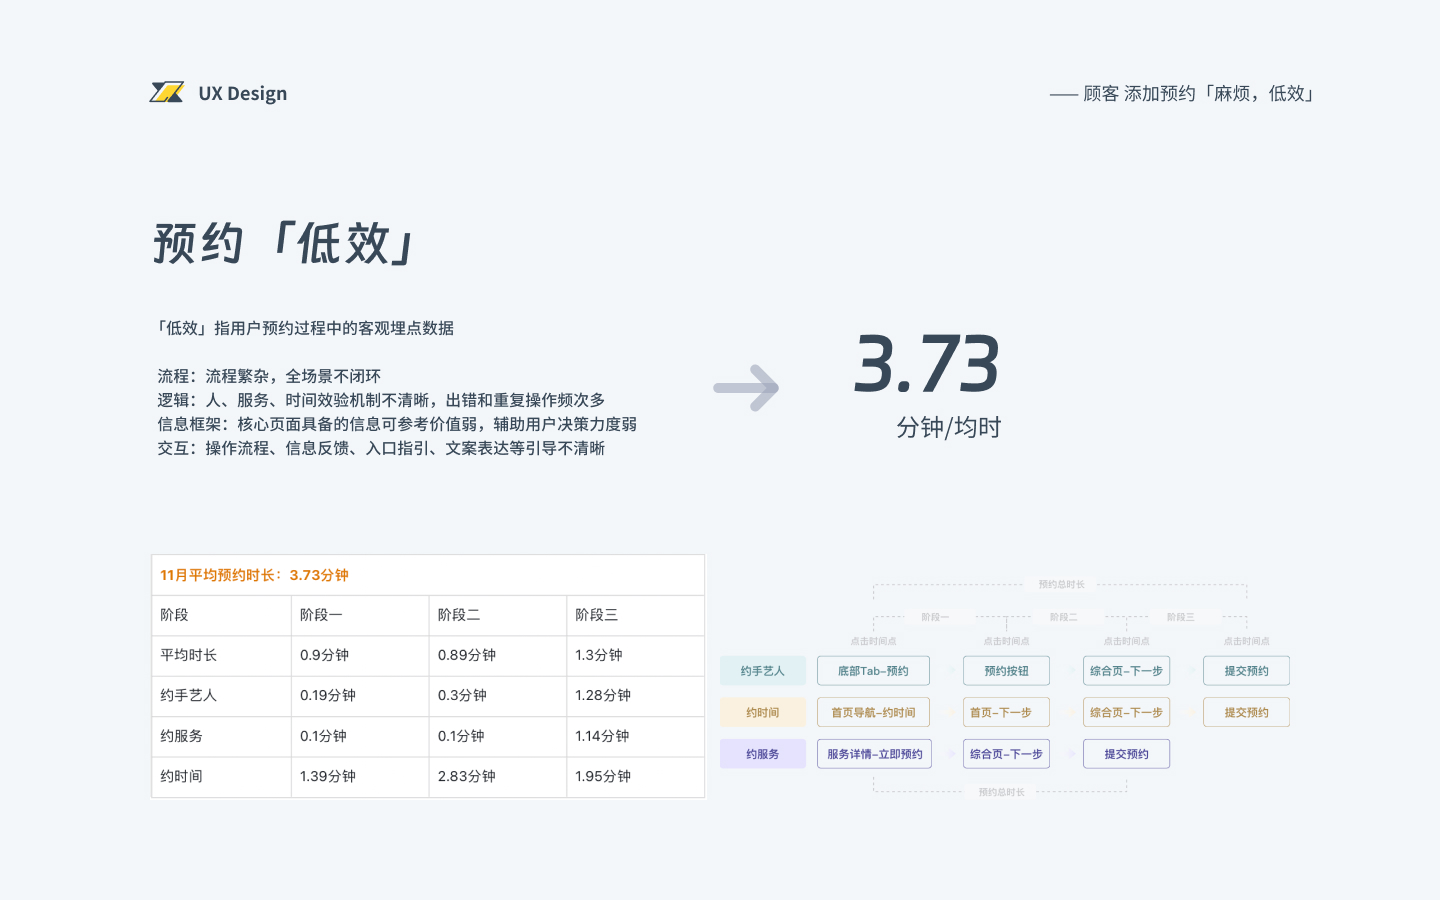 UX Design
—— 顾客 添加预约「麻烦，低效」
预约「低效」
「低效」指用户预约过程中的客观埋点数据
流程：流程繁杂，全场景不闭环
逻辑：人、服务、时间效验机制不清晰，出错和重复操作频次多
信息框架：核心页面具备的信息可参考价值弱，辅助用户决策力度弱
交互：操作流程、信息反馈、入口指引、文案表达等引导不清晰
3.73
分钟/均时
11月平均预约时长：3.73分钟
阶段 阶段一 阶段二 阶段三
平均时长 0.9分钟 0.89分钟 1.3分钟
约手艺人 0.19分钟 0.3分钟 1.28分钟
约服务 0.1分钟 0.1分钟 1.14分钟
约时间 1.39分钟 2.83分钟 1.95分钟
预约总时长
阶段一 阶段二 阶段三
点击时间点 点击时间点 点击时间点 点击时间点
约手艺人 底部Tab-预约 预约按钮 综合页-下一步 提交预约
约时间 首页导航-约时间 首页-下一步 综合页-下一步 提交预约
约服务 服务详情-立即预约 综合页-下一步 提交预约
预约总时长